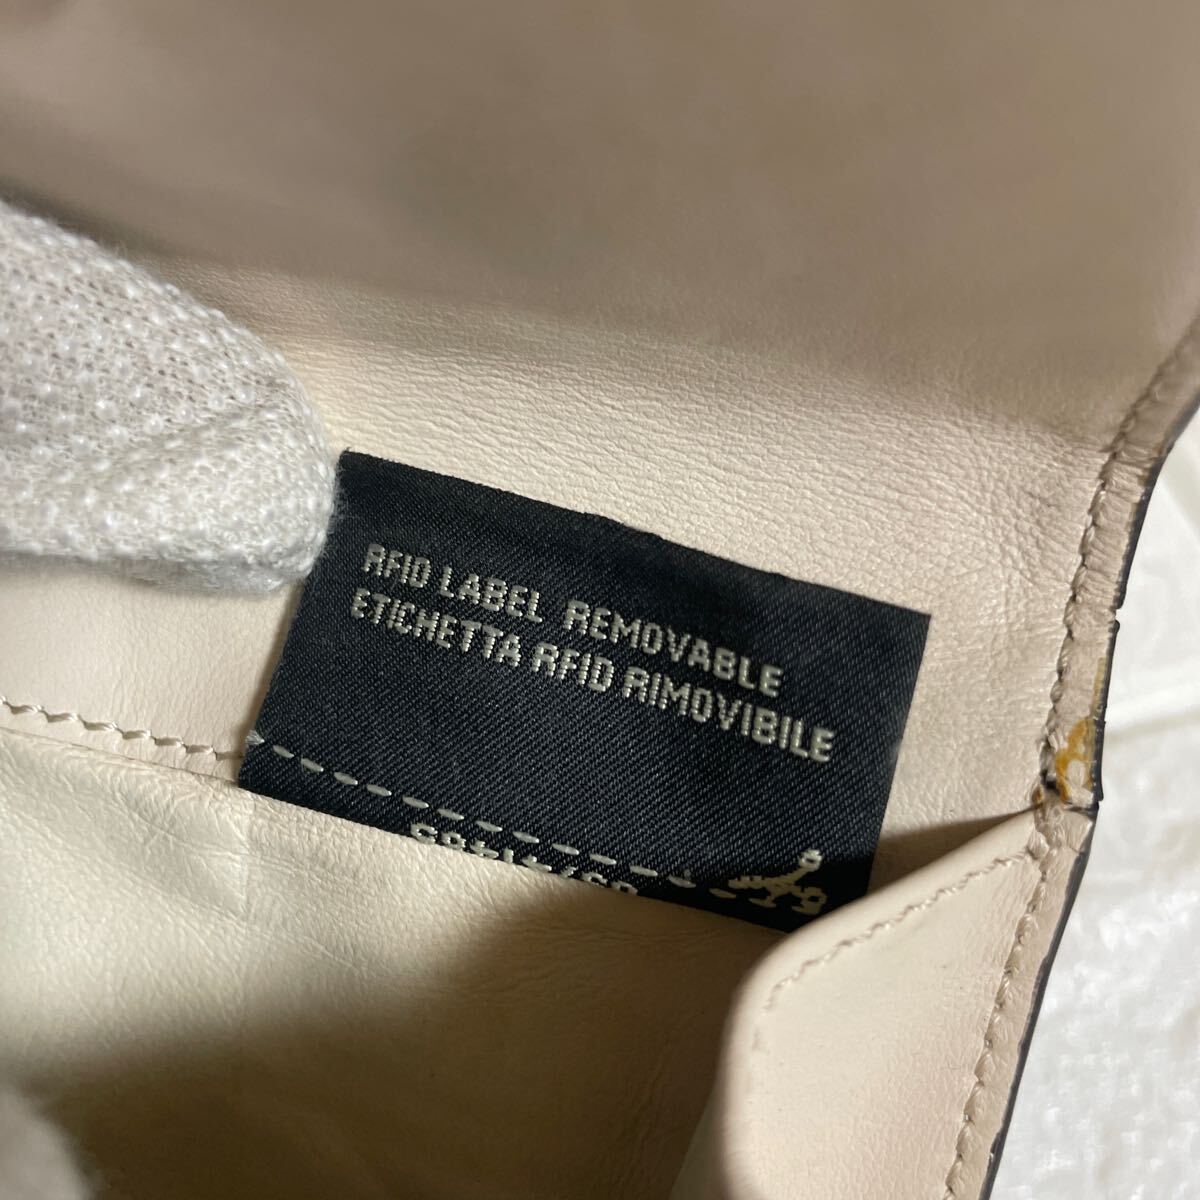 RFID LABEL REMOVABLE
ETICHETTA RFID RIMOVIBILE